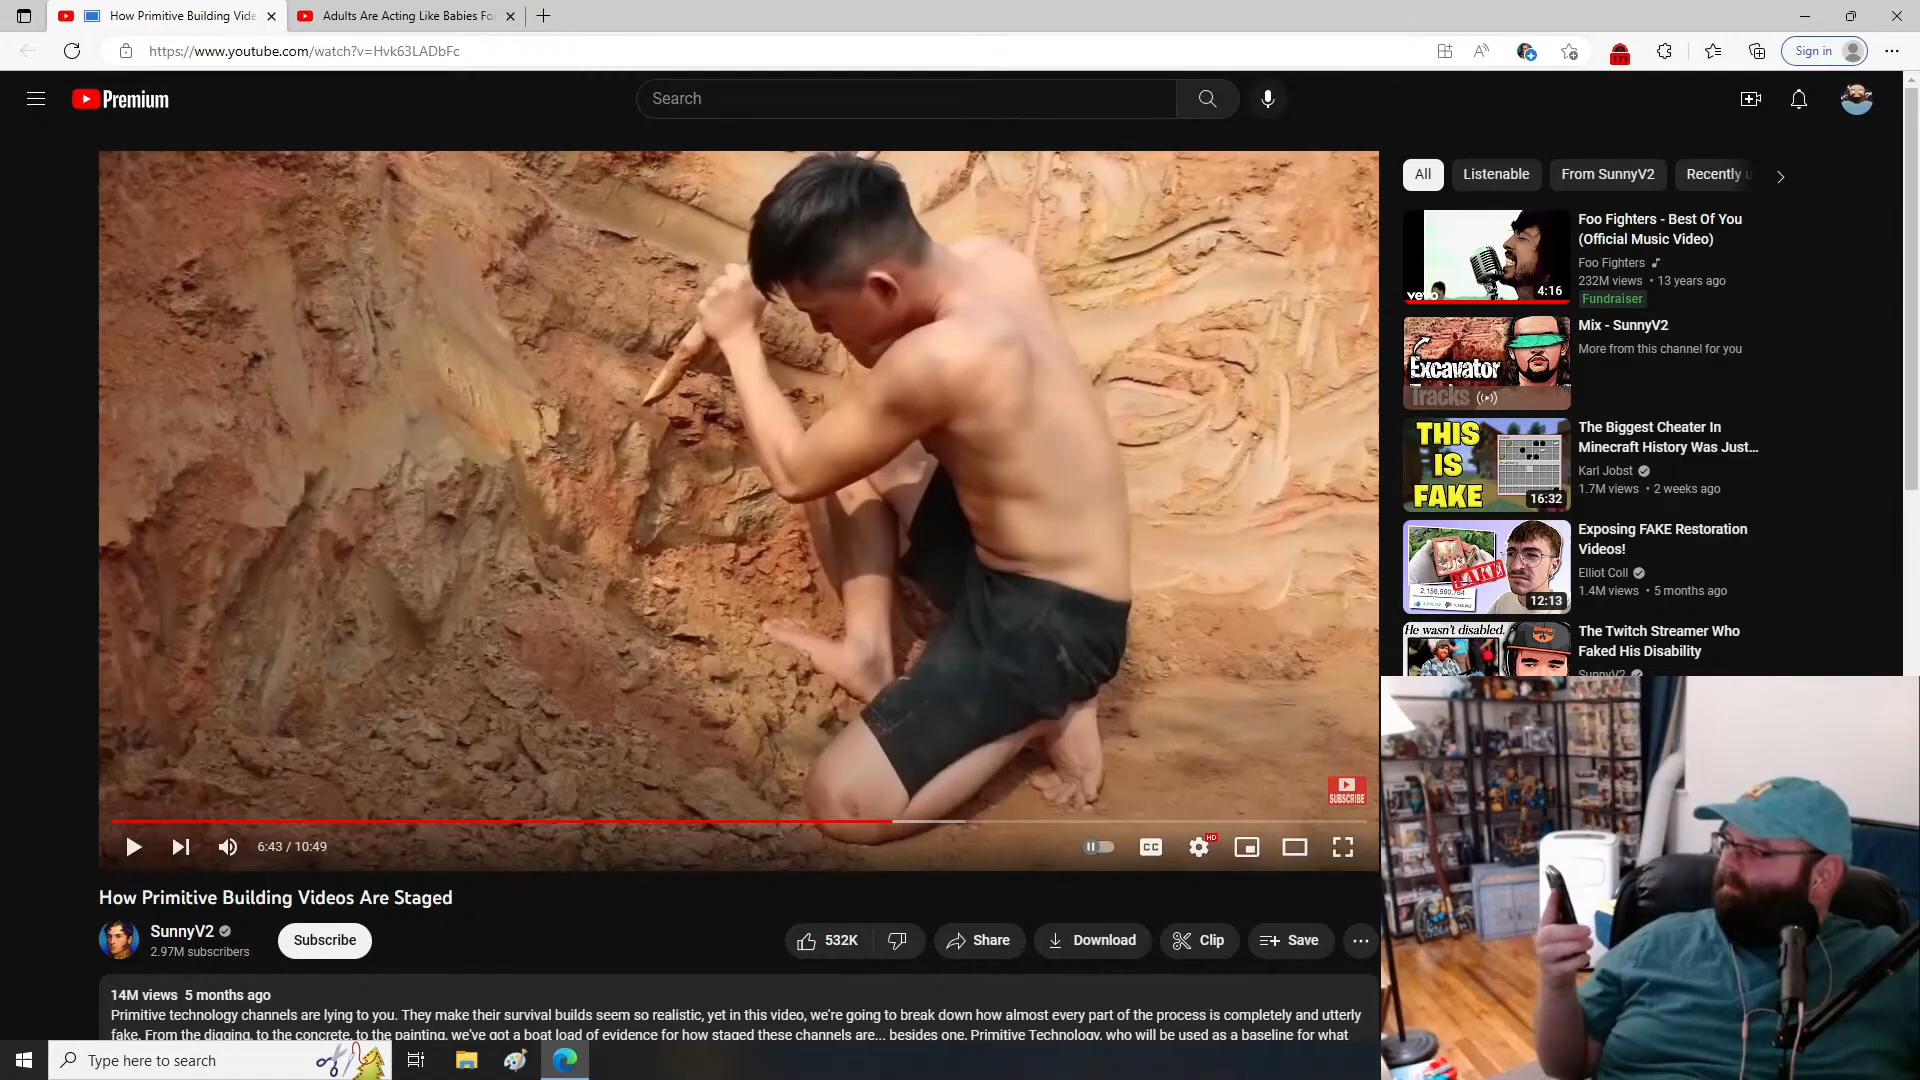 How Primitive Building Vide
Adults Are Acting Like Babies Fo
https://www.youtube.com/watch?v=Hvk63LADbFc
Sign in
Premium
Search
All
Listenable
From SunnyV2
Recently u
Foo Fighters - Best Of You
(Official Music Video)
Foo Fighters
232M views • 13 years ago
Fundraiser
vevo
4:16
Mix - SunnyV2
More from this channel for you
Excavator
Tracks
The Biggest Cheater In
Minecraft History Was Just...
Karl Jobst
1.7M views • 2 weeks ago
THIS
IS
FAKE
16:32
Exposing FAKE Restoration
Videos!
Elliot Coll
1.4M views • 5 months ago
FAKE
12:13
The Twitch Streamer Who
Faked His Disability
SunnyV2
He wasn't disabled.
SUBSCRIBE
6:43 / 10:49
CC
HD
How Primitive Building Videos Are Staged
SunnyV2
2.97M subscribers
Subscribe
532K
Share
Download
Clip
Save
14M views 5 months ago
Primitive technology channels are lying to you. They make their survival builds seem so realistic, yet in this video, we're going to break down how almost every part of the process is completely and utterly
fake. From the digging, to the concrete, to the painting, we've got a boat load of evidence for how staged these channels are... besides one. Primitive Technology, who will be used as a baseline for what
Type here to search